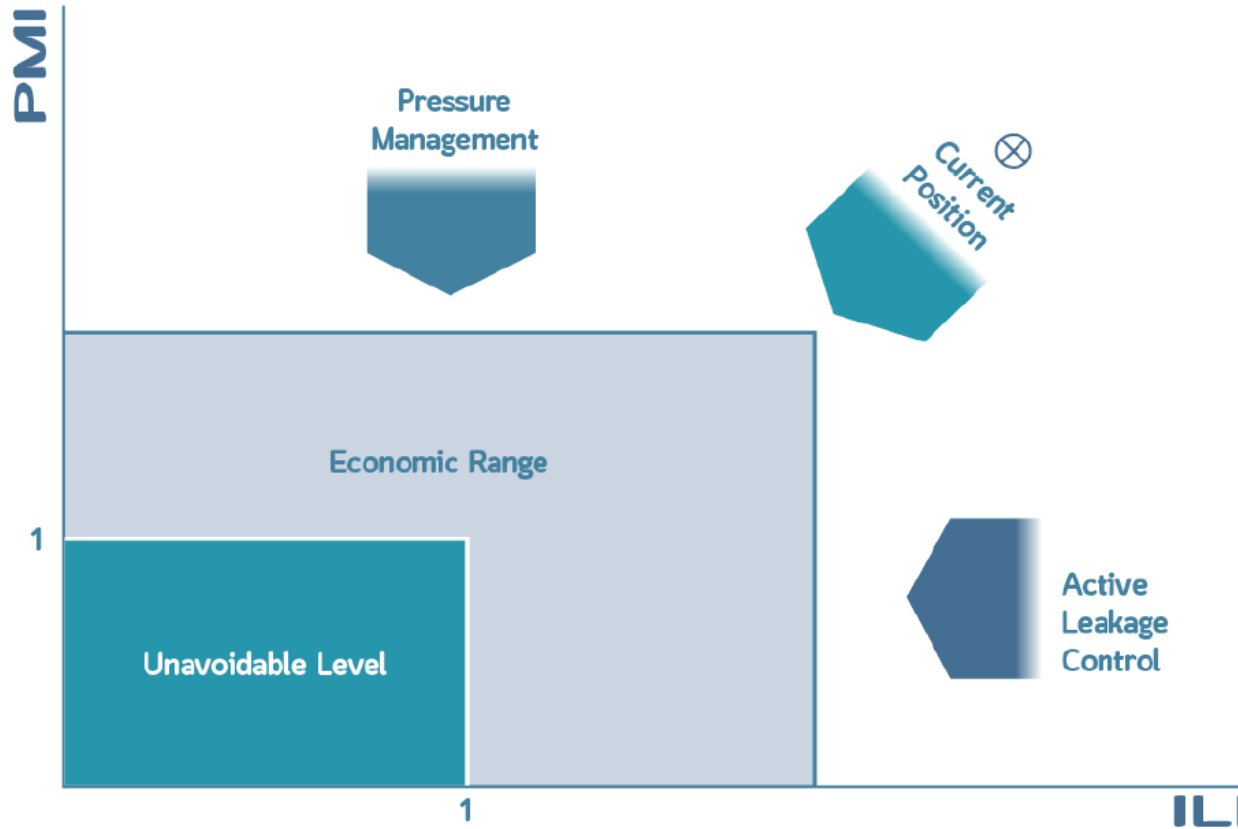 PMI
Pressure
Management
Current
Position
Economic Range
1
Unavoidable Level
Active
Leakage
Control
1
ILI